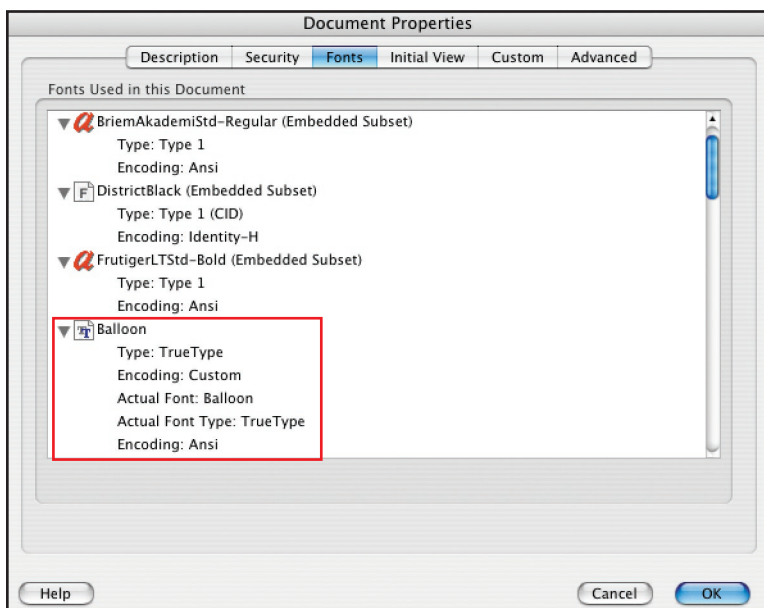 Document Properties
Description Security Fonts Initial View Custom Advanced
Fonts Used in this Document
BriemAkademiStd-Regular (Embedded Subset)
Type: Type 1
Encoding: Ansi
DistrictBlack (Embedded Subset)
Type: Type 1 (CID)
Encoding: Identity-H
FrutigerLTStd-Bold (Embedded Subset)
Type: Type 1
Encoding: Ansi
Balloon
Type: TrueType
Encoding: Custom
Actual Font: Balloon
Actual Font Type: TrueType
Encoding: Ansi
Help Cancel OK